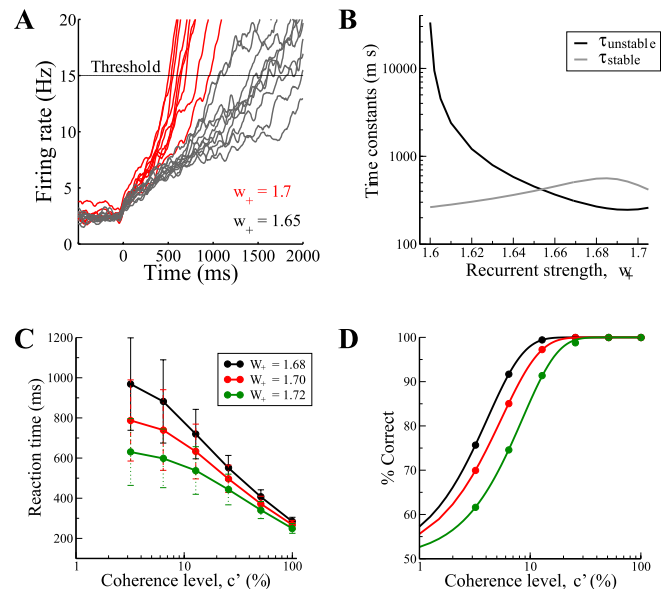 A
20
15
10
5
0
Firing rate (Hz)
Threshold
w+ = 1.7
w+ = 1.65
0 500 1000 1500 2000
Time (ms)
B
10000
1000
100
Time constants (m s)
τunstable
τstable
1.6 1.62 1.64 1.66 1.68 1.7
Recurrent strength, w+
C
1200
1000
800
600
400
200
Reaction time (ms)
W+ = 1.68
W+ = 1.70
W+ = 1.72
1 10 100
Coherence level, c' (%)
D
100
90
80
70
60
50
% Correct
1 10 100
Coherence level, c' (%)